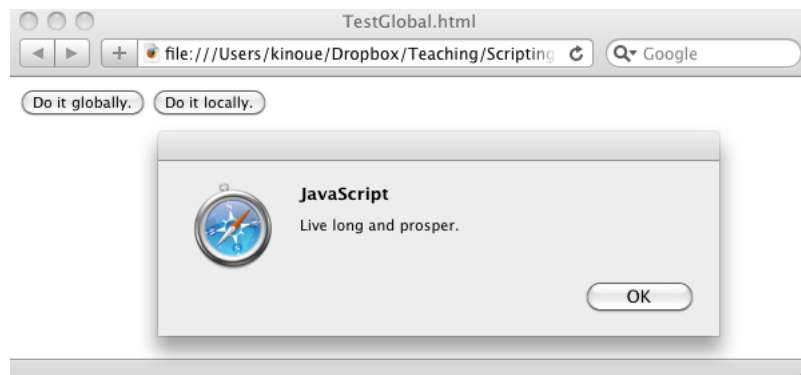 TestGlobal.html
file:///Users/kinoue/Dropbox/Teaching/Scripting
Google
Do it globally. Do it locally.
JavaScript
Live long and prosper.
OK